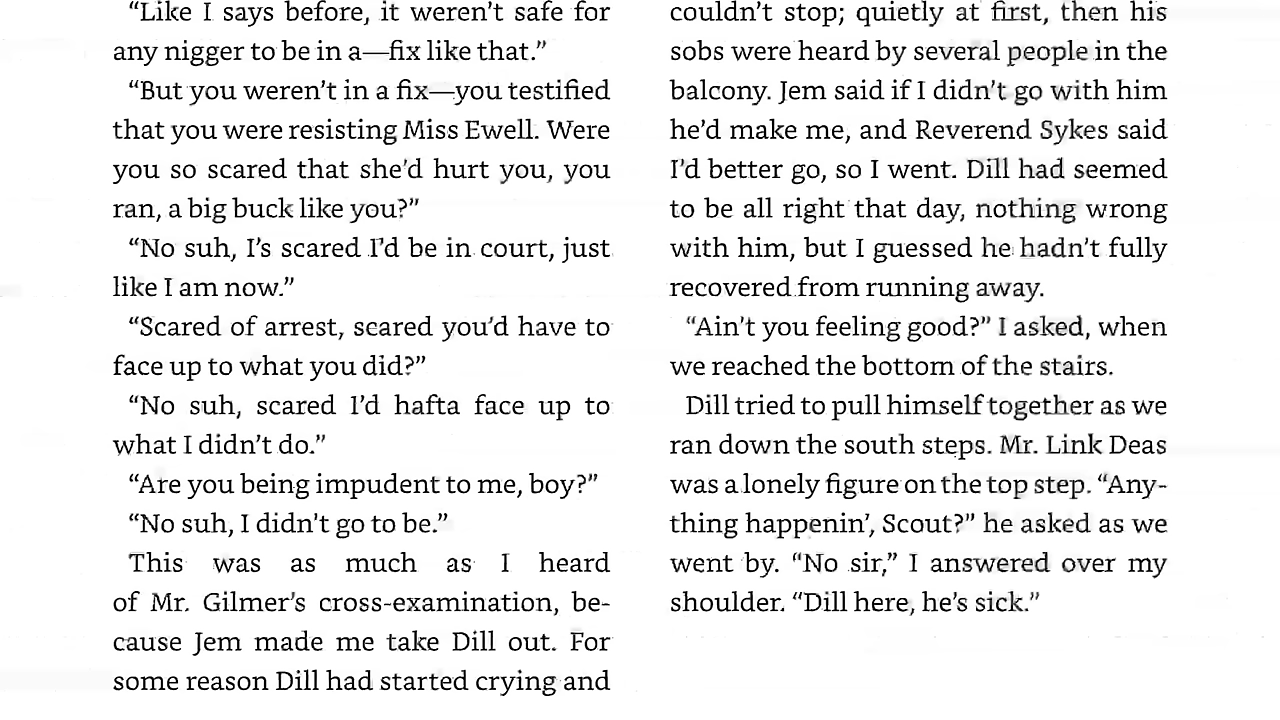 “Like I says before, it weren’t safe for
any nigger to be in a—fix like that.”
“But you weren’t in a fix—you testified
that you were resisting Miss Ewell. Were
you so scared that she’d hurt you, you
ran, a big buck like you?”
“No suh, I’s scared I’d be in court, just
like I am now.”
“Scared of arrest, scared you’d have to
face up to what you did?”
“No suh, scared I’d hafta face up to
what I didn’t do.”
“Are you being impudent to me, boy?”
“No suh, I didn’t go to be.”
This was as much as I heard
of Mr. Gilmer’s cross-examination, be-
cause Jem made me take Dill out. For
some reason Dill had started crying and
couldn’t stop; quietly at first, then his
sobs were heard by several people in the
balcony. Jem said if I didn’t go with him
he’d make me, and Reverend Sykes said
I’d better go, so I went. Dill had seemed
to be all right that day, nothing wrong
with him, but I guessed he hadn’t fully
recovered from running away.
“Ain’t you feeling good?” I asked, when
we reached the bottom of the stairs.
Dill tried to pull himself together as we
ran down the south steps. Mr. Link Deas
was a lonely figure on the top step. “Any-
thing happenin’, Scout?” he asked as we
went by. “No sir,” I answered over my
shoulder. “Dill here, he’s sick.”